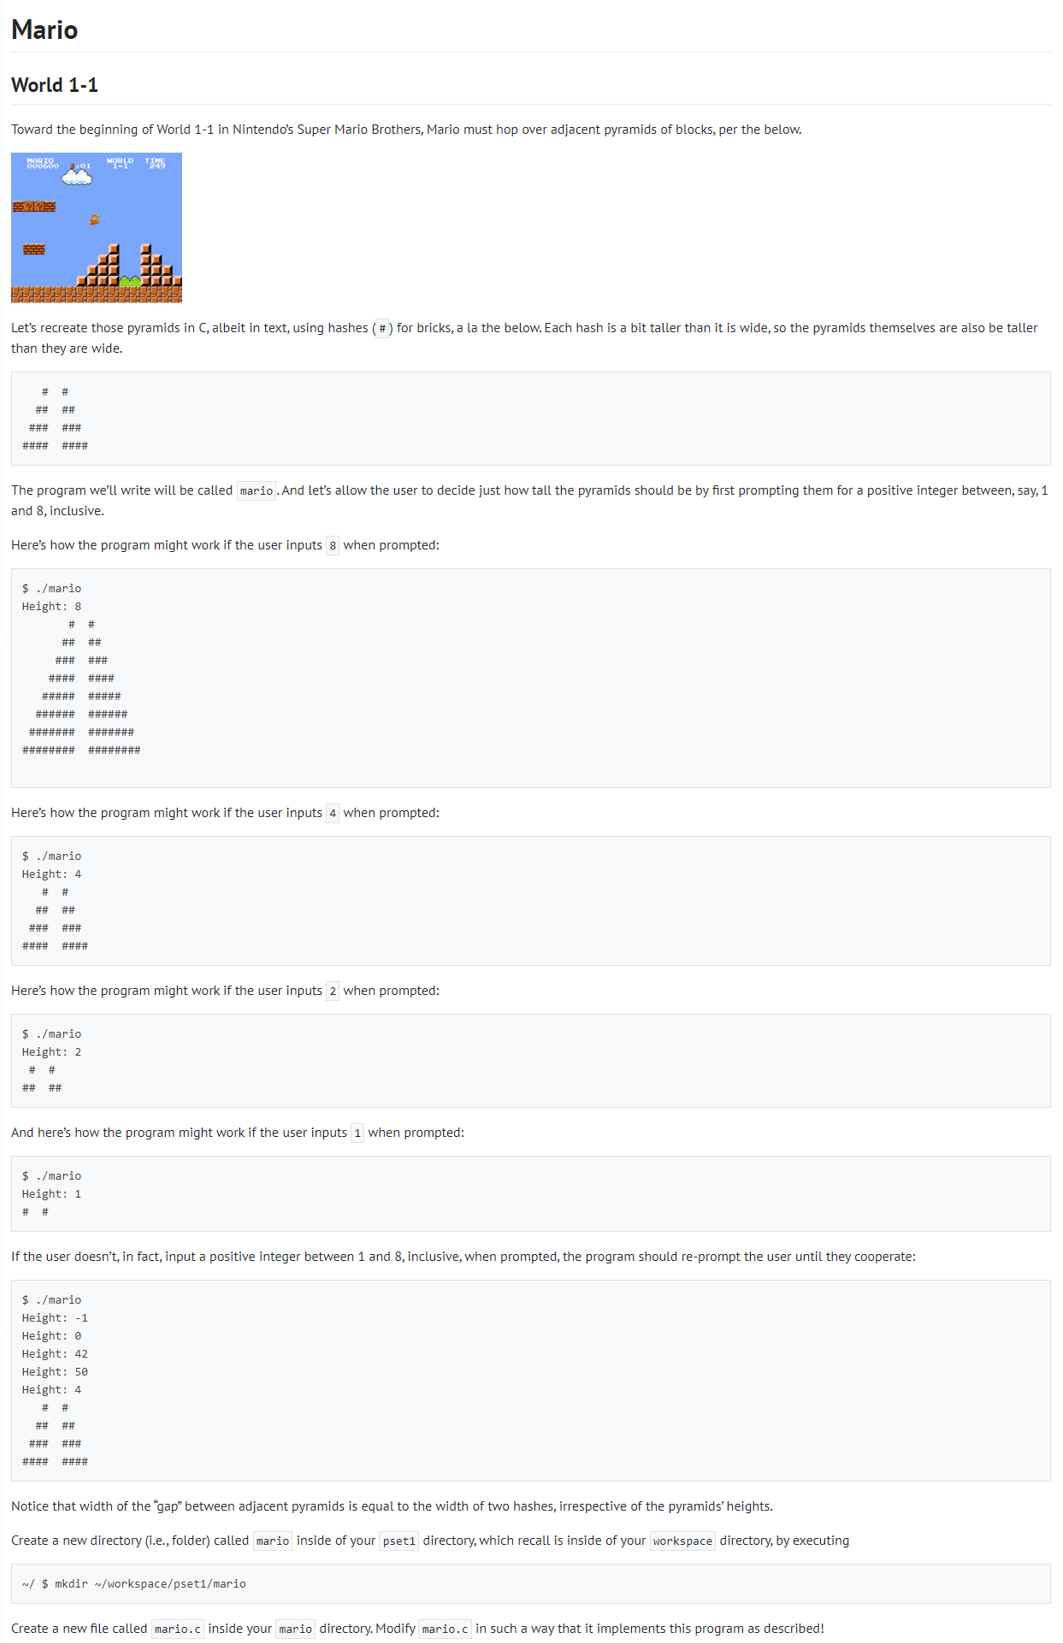 Mario
World 1-1
Toward the beginning of World 1-1 in Nintendo's Super Mario Brothers, Mario must hop over adjacent pyramids of blocks, per the below.
MARIO WORLD TIME
000600 x01 1-1 249
? ?
Let's recreate those pyramids in C, albeit in text, using hashes ( # ) for bricks, a la the below. Each hash is a bit taller than it is wide, so the pyramids themselves are also be taller
than they are wide.
   #  #
  ##  ##
 ###  ###
####  ####
The program we'll write will be called mario . And let's allow the user to decide just how tall the pyramids should be by first prompting them for a positive integer between, say, 1
and 8, inclusive.
Here's how the program might work if the user inputs 8 when prompted:
$ ./mario
Height: 8
       #  #
      ##  ##
     ###  ###
    ####  ####
   #####  #####
  ######  ######
 #######  #######
########  ########
Here's how the program might work if the user inputs 4 when prompted:
$ ./mario
Height: 4
   #  #
  ##  ##
 ###  ###
####  ####
Here's how the program might work if the user inputs 2 when prompted:
$ ./mario
Height: 2
 #  #
##  ##
And here's how the program might work if the user inputs 1 when prompted:
$ ./mario
Height: 1
#  #
If the user doesn't, in fact, input a positive integer between 1 and 8, inclusive, when prompted, the program should re-prompt the user until they cooperate:
$ ./mario
Height: -1
Height: 0
Height: 42
Height: 50
Height: 4
   #  #
  ##  ##
 ###  ###
####  ####
Notice that width of the "gap" between adjacent pyramids is equal to the width of two hashes, irrespective of the pyramids' heights.
Create a new directory (i.e., folder) called mario inside of your pset1 directory, which recall is inside of your workspace directory, by executing
~/ $ mkdir ~/workspace/pset1/mario
Create a new file called mario.c inside your mario directory. Modify mario.c in such a way that it implements this program as described!